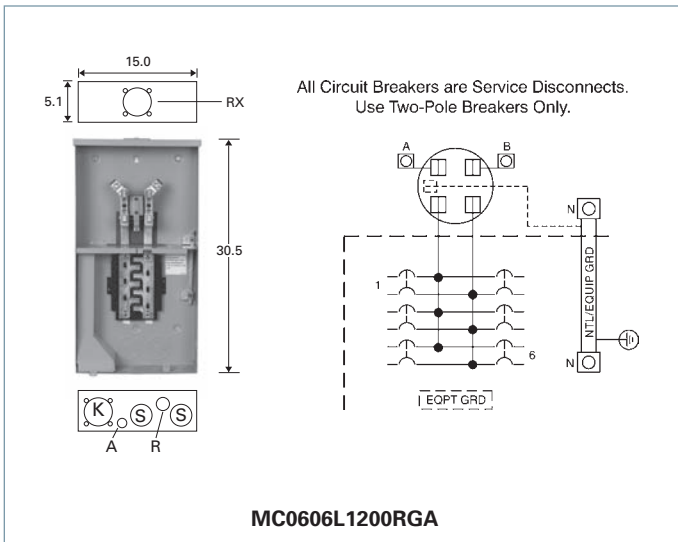 15.0
5.1
RX
30.5
K
S
S
A
R
All Circuit Breakers are Service Disconnects.
Use Two-Pole Breakers Only.
A
B
N
NTL/EQUIP GRD
1
6
N
EQPT GRD
MC0606L1200RGA